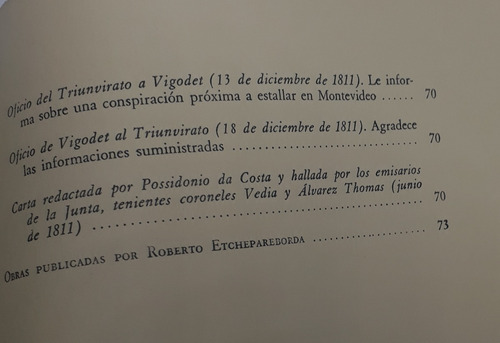 Oficio del Triunvirato a Vigodet (13 de diciembre de 1811). Le infor-
ma sobre una conspiración próxima a estallar en Montevideo ...... 70
Oficio de Vigodet al Triunvirato (18 de diciembre de 1811). Agradece
las informaciones suministradas .............................. 70
Carta redactada por Possidonio da Costa y hallada por los emisarios
de la Junta, tenientes coroneles Vedia y Álvarez Thomas (junio
de 1811) .................................................. 70
OBRAS PUBLICADAS POR ROBERTO ETCHEPAREBORDA .................. 73